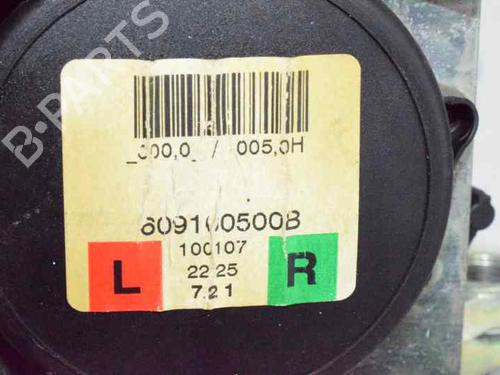 B-PARTS
_000,0_ / 005,0H
609160500B
100107
L R
22 25
7.2 1